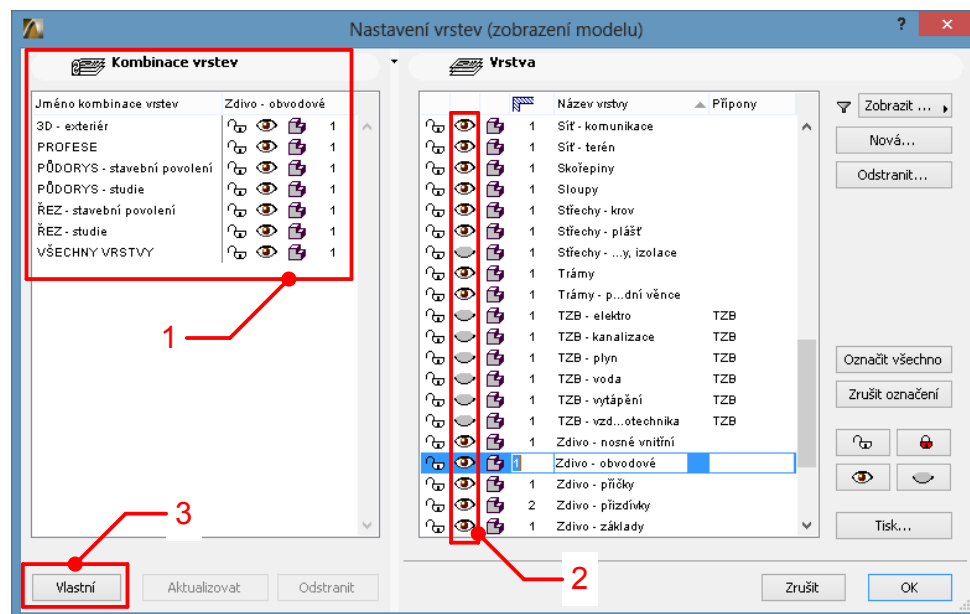 Nastavení vrstev (zobrazení modelu)
?
×
Kombinace vrstev
Jméno kombinace vrstev Zdivo - obvodové
3D - exteriér 1
PROFESE 1
PŮDORYS - stavební povolení 1
PŮDORYS - studie 1
ŘEZ - stavební povolení 1
ŘEZ - studie 1
VŠECHNY VRSTVY 1
1
3
Vlastní
Aktualizovat
Odstranit
Vrstva
Název vrstvy Přípony
1 Síť - komunikace
1 Síť - terén
1 Skořepiny
1 Sloupy
1 Střechy - krov
1 Střechy - plášť
1 Střechy - ...y, izolace
1 Trámy
1 Trámy - p...dní věnce
1 TZB - elektro TZB
1 TZB - kanalizace TZB
1 TZB - plyn TZB
1 TZB - voda TZB
1 TZB - vytápění TZB
1 TZB - vzd...otechnika TZB
1 Zdivo - nosné vnitřní
1 Zdivo - obvodové
1 Zdivo - příčky
2 Zdivo - přizdívky
1 Zdivo - základy
2
Zobrazit ...
Nová...
Odstranit...
Označit všechno
Zrušit označení
Tisk...
Zrušit
OK